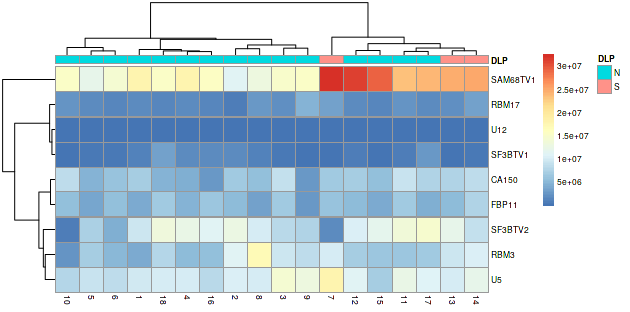 DLP
SAM68TV1
RBM17
U12
SF3BTV1
CA150
FBP11
SF3BTV2
RBM3
U5
10 5 6 1 18 4 16 2 8 3 9 7 12 15 11 17 13 14
3e+07
2.5e+07
2e+07
1.5e+07
1e+07
5e+06
DLP
N
S